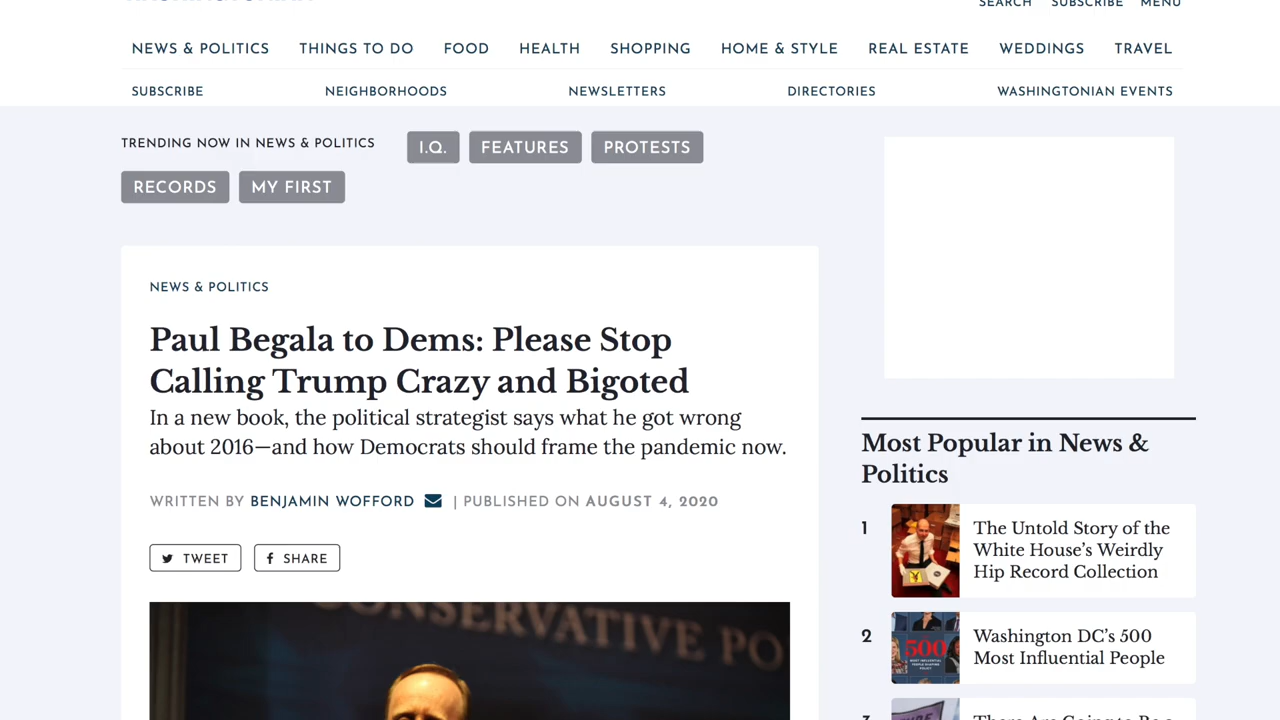 SEARCH SUBSCRIBE MENU
NEWS & POLITICS THINGS TO DO FOOD HEALTH SHOPPING HOME & STYLE REAL ESTATE WEDDINGS TRAVEL
SUBSCRIBE NEIGHBORHOODS NEWSLETTERS DIRECTORIES WASHINGTONIAN EVENTS
TRENDING NOW IN NEWS & POLITICS I.Q. FEATURES PROTESTS
RECORDS MY FIRST
NEWS & POLITICS
Paul Begala to Dems: Please Stop
Calling Trump Crazy and Bigoted
In a new book, the political strategist says what he got wrong
about 2016—and how Democrats should frame the pandemic now.
WRITTEN BY BENJAMIN WOFFORD | PUBLISHED ON AUGUST 4, 2020
TWEET SHARE
CONSERVATIVE PO
Most Popular in News &
Politics
1
The Untold Story of the
White House's Weirdly
Hip Record Collection
2
500
Washington DC's 500
Most Influential People